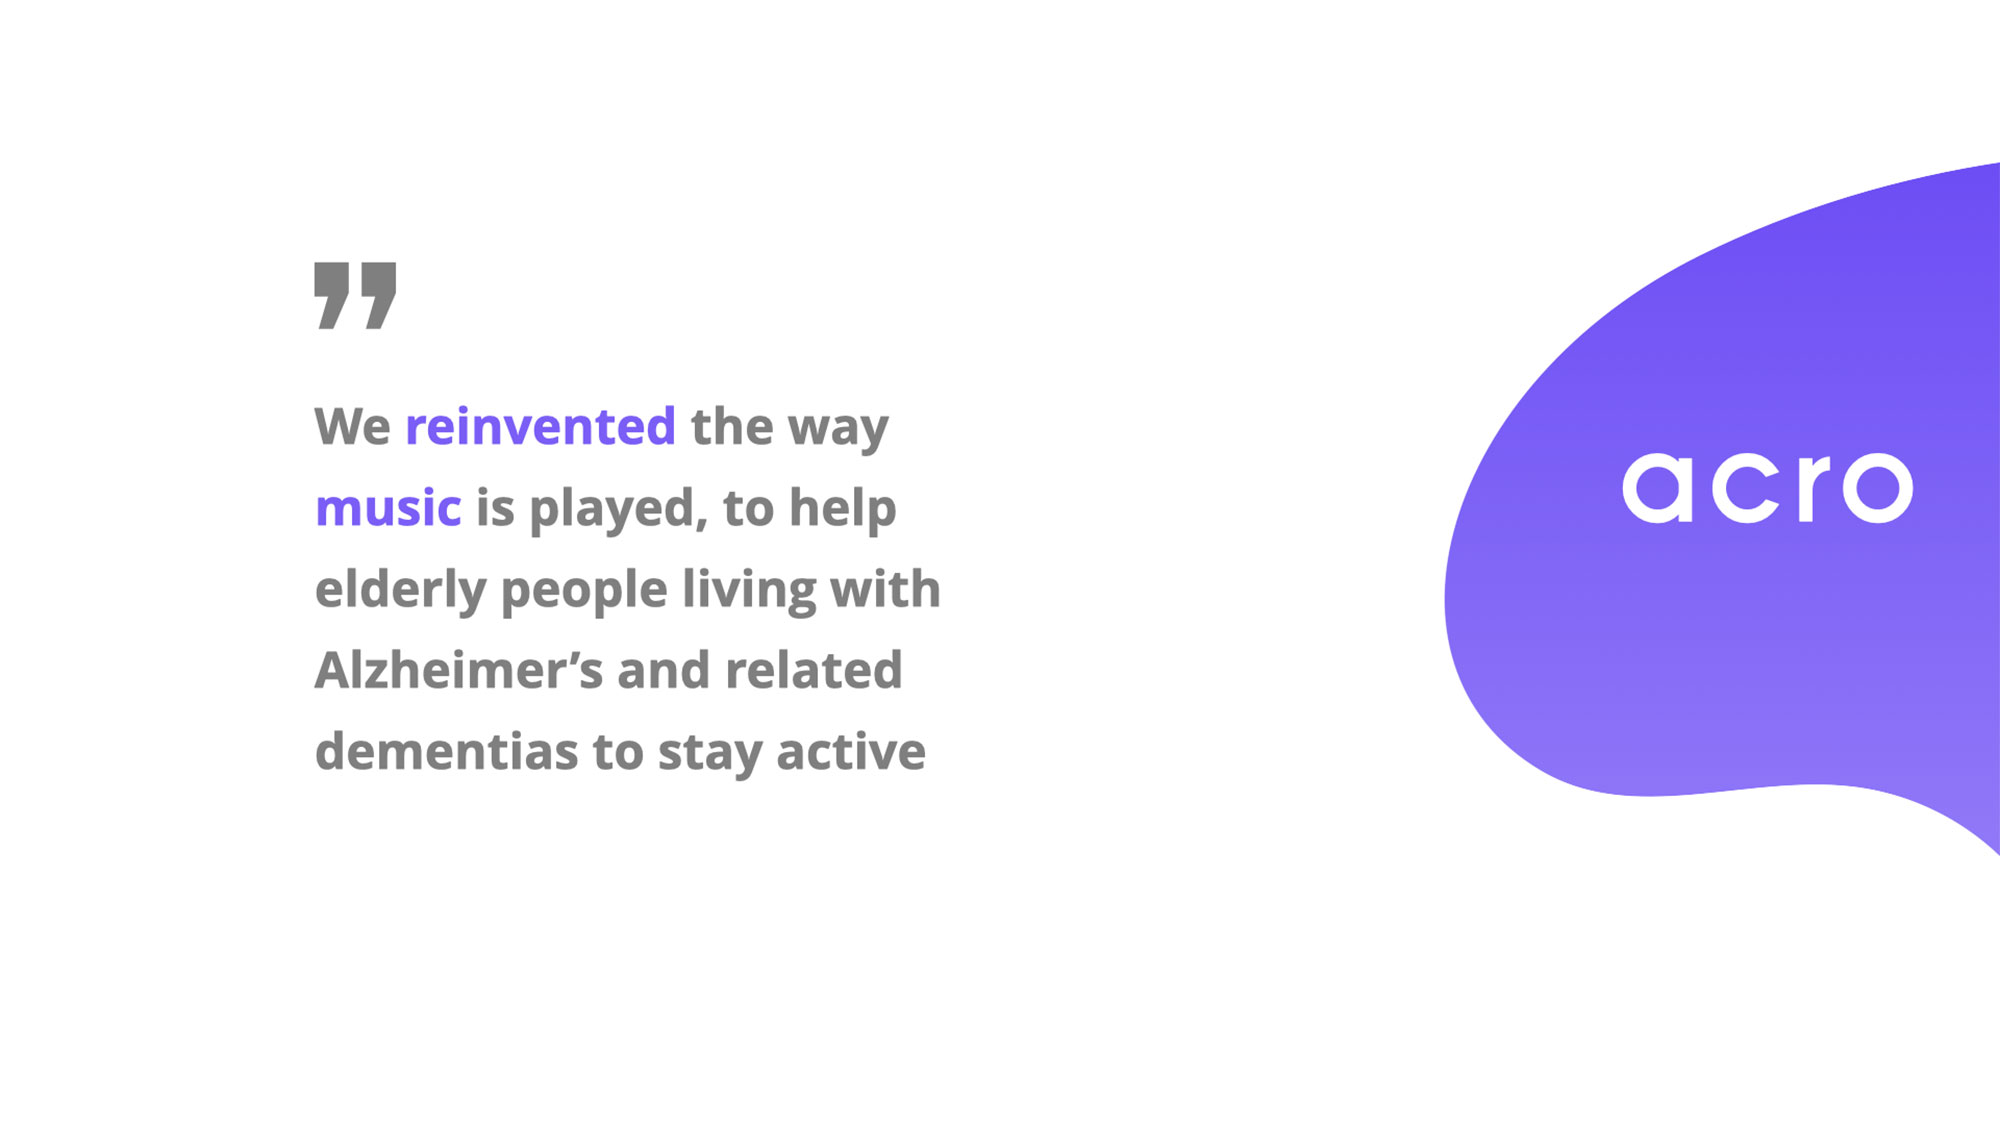 ”
We reinvented the way
music is played, to help
elderly people living with
Alzheimer’s and related
dementias to stay active
acro